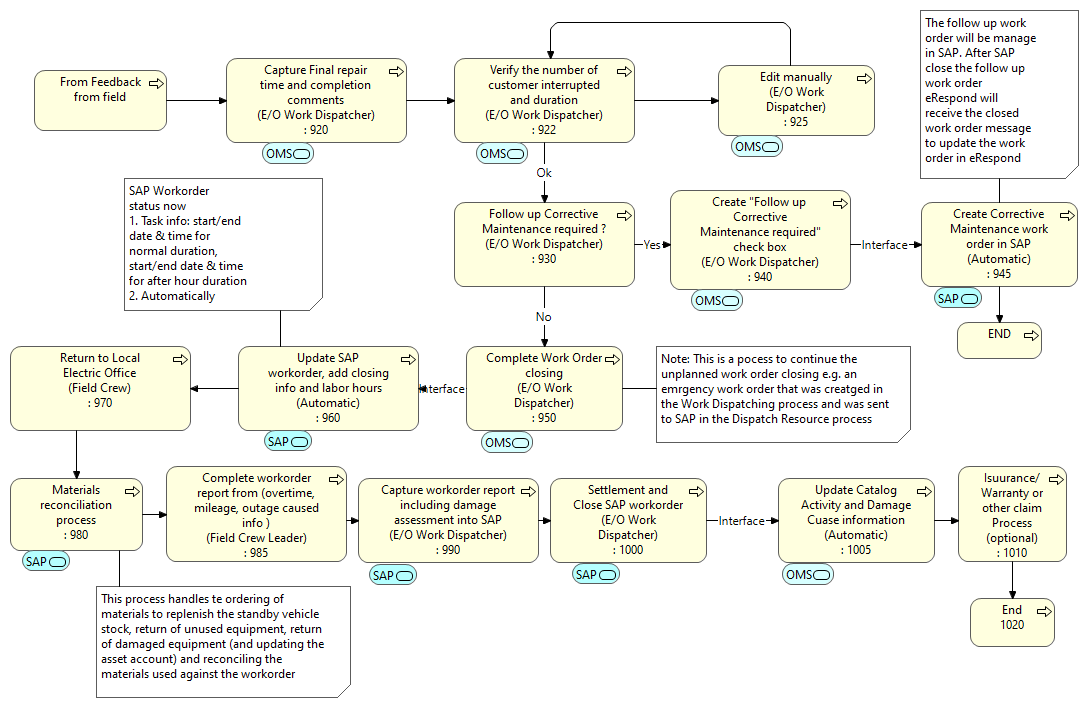 From Feedback
from field
Capture Final repair
time and completion
comments
(E/O Work Dispatcher)
: 920
OMS
Verify the number of
customer interrupted
and duration
(E/O Work Dispatcher)
: 922
OMS
Edit manually
(E/O Work
Dispatcher)
: 925
OMS
The follow up work
order will be manage
in SAP. After SAP
close the follow up
work order
eRespond will
receive the closed
work order message
to update the work
order in eRespond
Ok
SAP Workorder
status now
1. Task info: start/end
date & time for
normal duration,
start/end date & time
for after hour duration
2. Automatically
Follow up Corrective
Maintenance required ?
(E/O Work Dispatcher)
: 930
Yes
Create "Follow up
Corrective
Maintenance required"
check box
(E/O Work Dispatcher)
: 940
OMS
Interface
Create Corrective
Maintenance work
order in SAP
(Automatic)
: 945
SAP
END
No
Return to Local
Electric Office
(Field Crew)
: 970
Update SAP
workorder, add closing
info and labor hours
(Automatic)
: 960
SAP
Interface
Complete Work Order
closing
(E/O Work
Dispatcher)
: 950
OMS
Note: This is a pocess to continue the
unplanned work order closing e.g. an
emrgency work order that was creatged in
the Work Dispatching process and was sent
to SAP in the Dispatch Resource process
Materials
reconciliation
process
: 980
SAP
Complete workorder
report from (overtime,
mileage, outage caused
info )
(Field Crew Leader)
: 985
Capture workorder report
including damage
assessment into SAP
(E/O Work Dispatcher)
: 990
SAP
Settlement and
Close SAP workorder
(E/O Work
Dispatcher)
: 1000
SAP
Interface
Update Catalog
Activity and Damage
Cuase information
(Automatic)
: 1005
OMS
Isuurance/
Warranty or
other claim
Process
(optional)
: 1010
End
1020
This process handles te ordering of
materials to replenish the standby vehicle
stock, return of unused equipment, return
of damaged equipment (and updating the
asset account) and reconciling the
materials used against the workorder